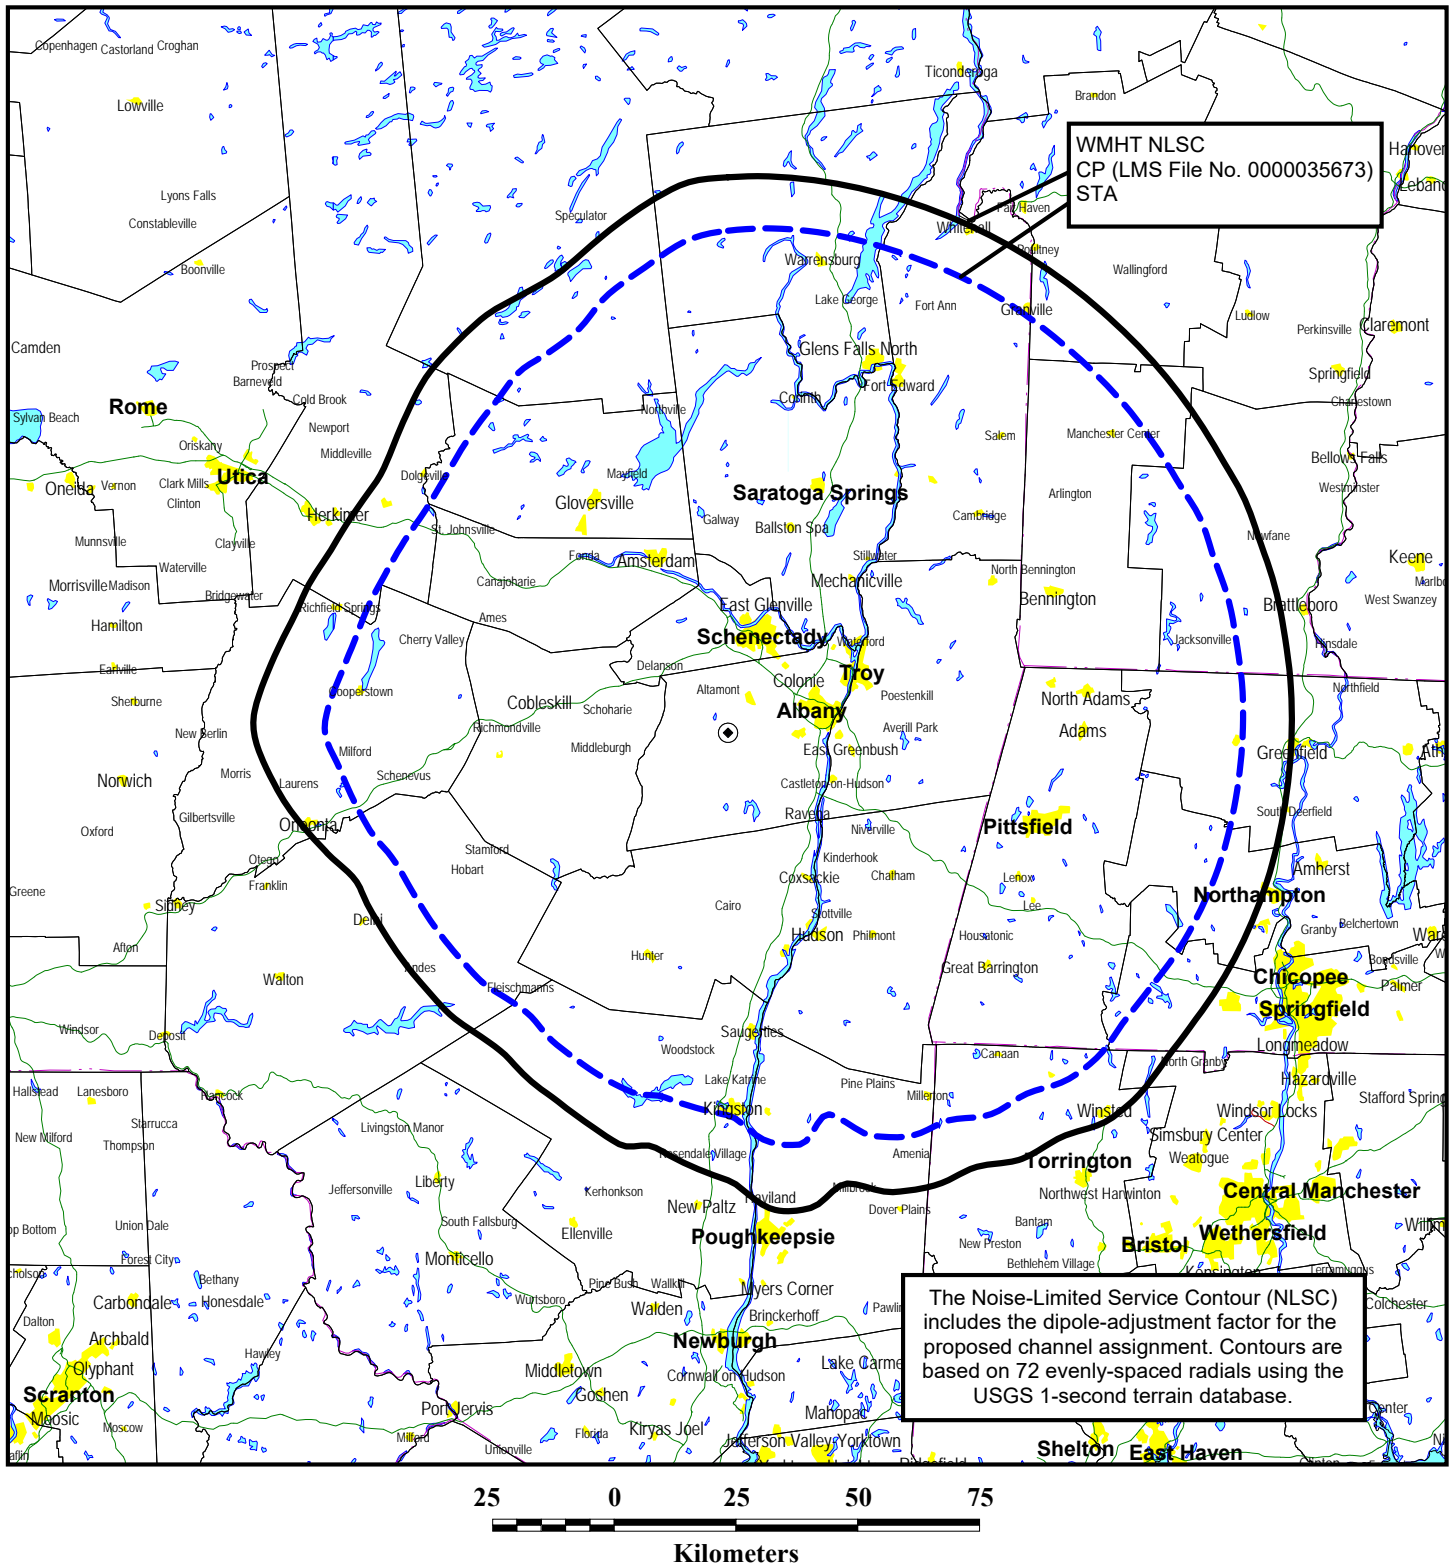 Copenhagen Castorland Croghan
Ticonderoga
Lowville
Brandon
WMHT NLSC
CP (LMS File No. 0000035673)
STA
Hanover
Lyons Falls
Constableville
Speculator
Fair Haven
Whitehall
Poultney
Boonville
Warrensburg
Wallingford
Lake George
Fort Ann
Granville
Ludlow
Perkinsville
Claremont
Camden
Glens Falls North
Prospect
Barneveld
Springfield
Fort Edward
Cold Brook
Corinth
Charlestown
Rome
Sylvan Beach
Northville
Newport
Oriskany
Salem
Manchester Center
Middleville
Bellows Falls
Utica
Dolgeville
Mayfield
Oneida
Vernon
Clark Mills
Clinton
Saratoga Springs
Arlington
Westminster
Gloversville
Herkimer
Galway
Ballston Spa
Cambridge
St. Johnsville
Newfane
Munnsville
Clayville
Fonda
Amsterdam
Stillwater
Keene
Waterville
North Bennington
Morrisville
Madison
Canajoharie
Mechanicville
Bridgewater
Bennington
West Swanzey
Richfield Springs
East Glenville
Brattleboro
Hamilton
Ames
Schenectady
Waterford
Cherry Valley
Jacksonville
Hinsdale
Earlville
Delanson
Troy
Colonie
Altamont
Northfield
Cooperstown
Poestenkill
North Adams
Sherburne
Cobleskill
Schoharie
Albany
New Berlin
Richmondville
Averill Park
Adams
Milford
Middleburgh
East Greenbush
Greenfield
Norwich
Morris
Schenevus
Laurens
Castleton-on-Hudson
Gilbertsville
Ravena
South Deerfield
Oxford
Oneonta
Niverville
Pittsfield
Stamford
Kinderhook
Otego
Hobart
Amherst
Greene
Franklin
Coxsackie
Chatham
Lenox
Northampton
Sidney
Cairo
Lee
Delhi
Stottville
Granby
Belchertown
Afton
Hudson
Philmont
Housatonic
Hunter
Bondsville
Walton
Andes
Great Barrington
Chicopee
Fleischmanns
Palmer
Springfield
Windsor
Deposit
Saugerties
Woodstock
Canaan
Longmeadow
North Granby
Hallstead
Lanesboro
Hancock
Lake Katrine
Pine Plains
Millerton
Hazardville
Kingston
Winsted
Windsor Locks
Stafford Spring
Starrucca
Livingston Manor
New Milford
Thompson
Simsbury Center
Rosendale Village
Amenia
Torrington
Weatogue
Liberty
Jeffersonville
Kerhonkson
Haviland
Millbrook
Northwest Harwinton
Central Manchester
New Paltz
Dover Plains
Union Dale
South Fallsburg
Ellenville
Poughkeepsie
Bantam
Wethersfield
New Preston
Bristol
Forest City
Monticello
Bethlehem Village
Kensington
Bethany
Pine Bush
Wallkill
Myers Corner
Carbondale
Honesdale
Wurtsboro
Walden
Brinckerhoff
Colchester
Dalton
Archbald
Newburgh
The Noise-Limited Service Contour (NLSC)
includes the dipole-adjustment factor for the
proposed channel assignment. Contours are
based on 72 evenly-spaced radials using the
USGS 1-second terrain database.
Hawley
Olyphant
Middletown
Lake Carme
Cornwall on Hudson
Scranton
Goshen
Moosic
Port Jervis
Mahopac
Moscow
Milford
Florida
Kiryas Joel
Unionville
Jefferson Valley-Yorktown
Shelton
East Haven
25 0 25 50 75
Kilometers